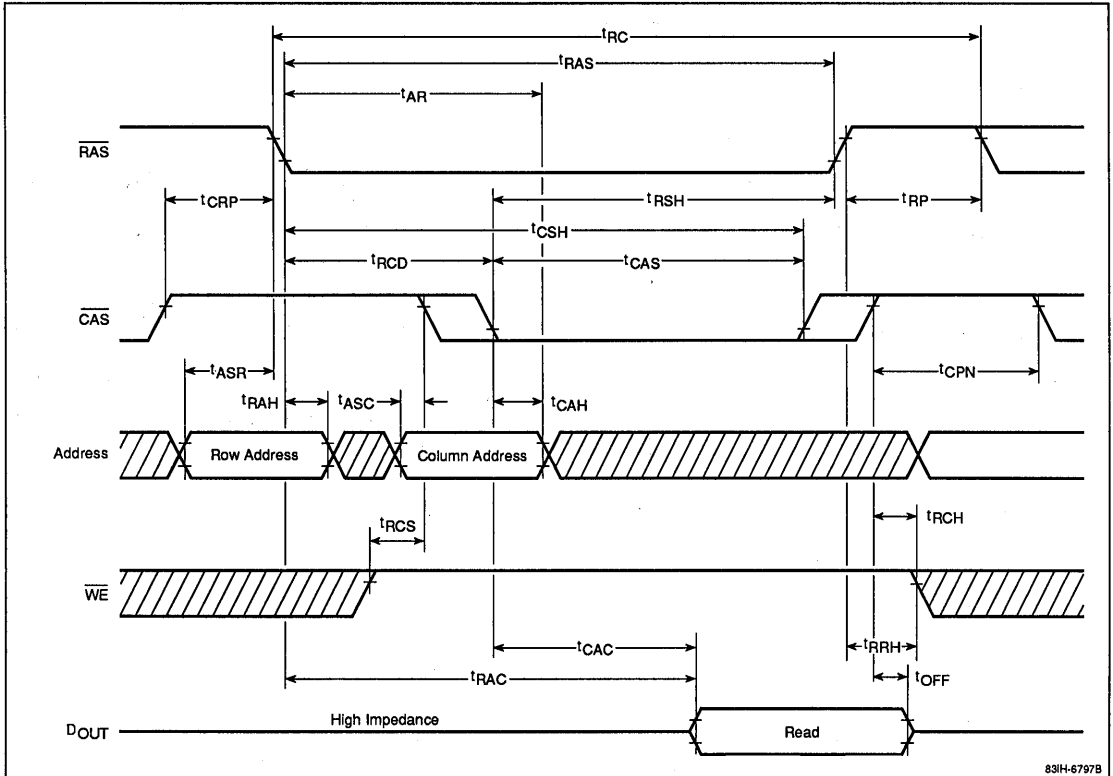 tRC
tRAS
tAR
RAS
tCRP
tRSH
tRP
tCSH
tRCD
tCAS
CAS
tASR
tCPN
tRAH
tASC
tCAH
Address
Row Address
Column Address
tRCS
tRCH
WE
tCAC
tRRH
tRAC
tOFF
High Impedance
DOUT
Read
83IH-6797B